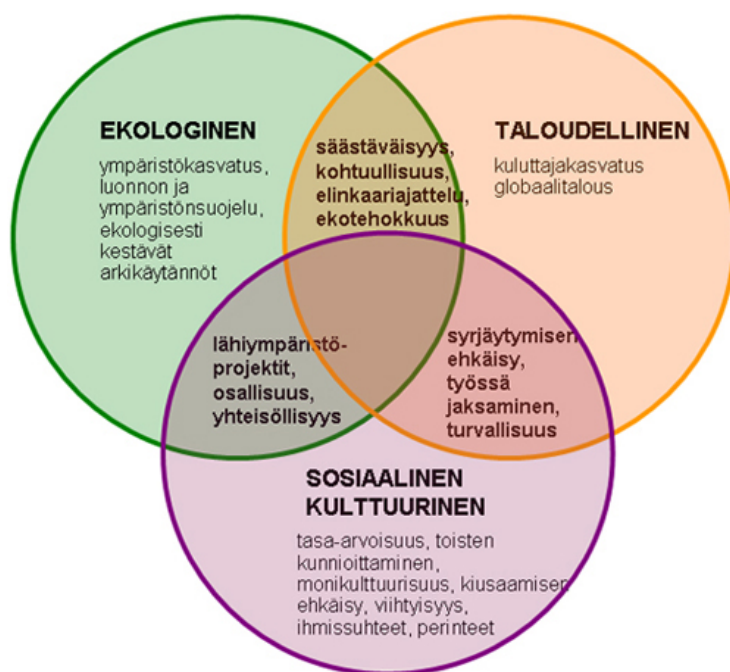 EKOLOGINEN
ympäristökasvatus,
luonnon ja
ympäristönsuojelu,
ekologisesti
kestävät
arkikäytännöt
säästäväisyys,
kohtuullisuus,
elinkaariajattelu,
ekotehokkuus
TALOUDELLINEN
kuluttajakasvatus
globaalitalous
lähiympäristö-
projektit,
osallisuus,
yhteisöllisyys
syrjäytymisen
ehkäisy,
työssä
jaksaminen,
turvallisuus
SOSIAALINEN
KULTTUURINEN
tasa-arvoisuus, toisten
kunnioittaminen,
monikulttuurisuus, kiusaamisen
ehkäisy, viihtyisyys,
ihmissuhteet, perinteet